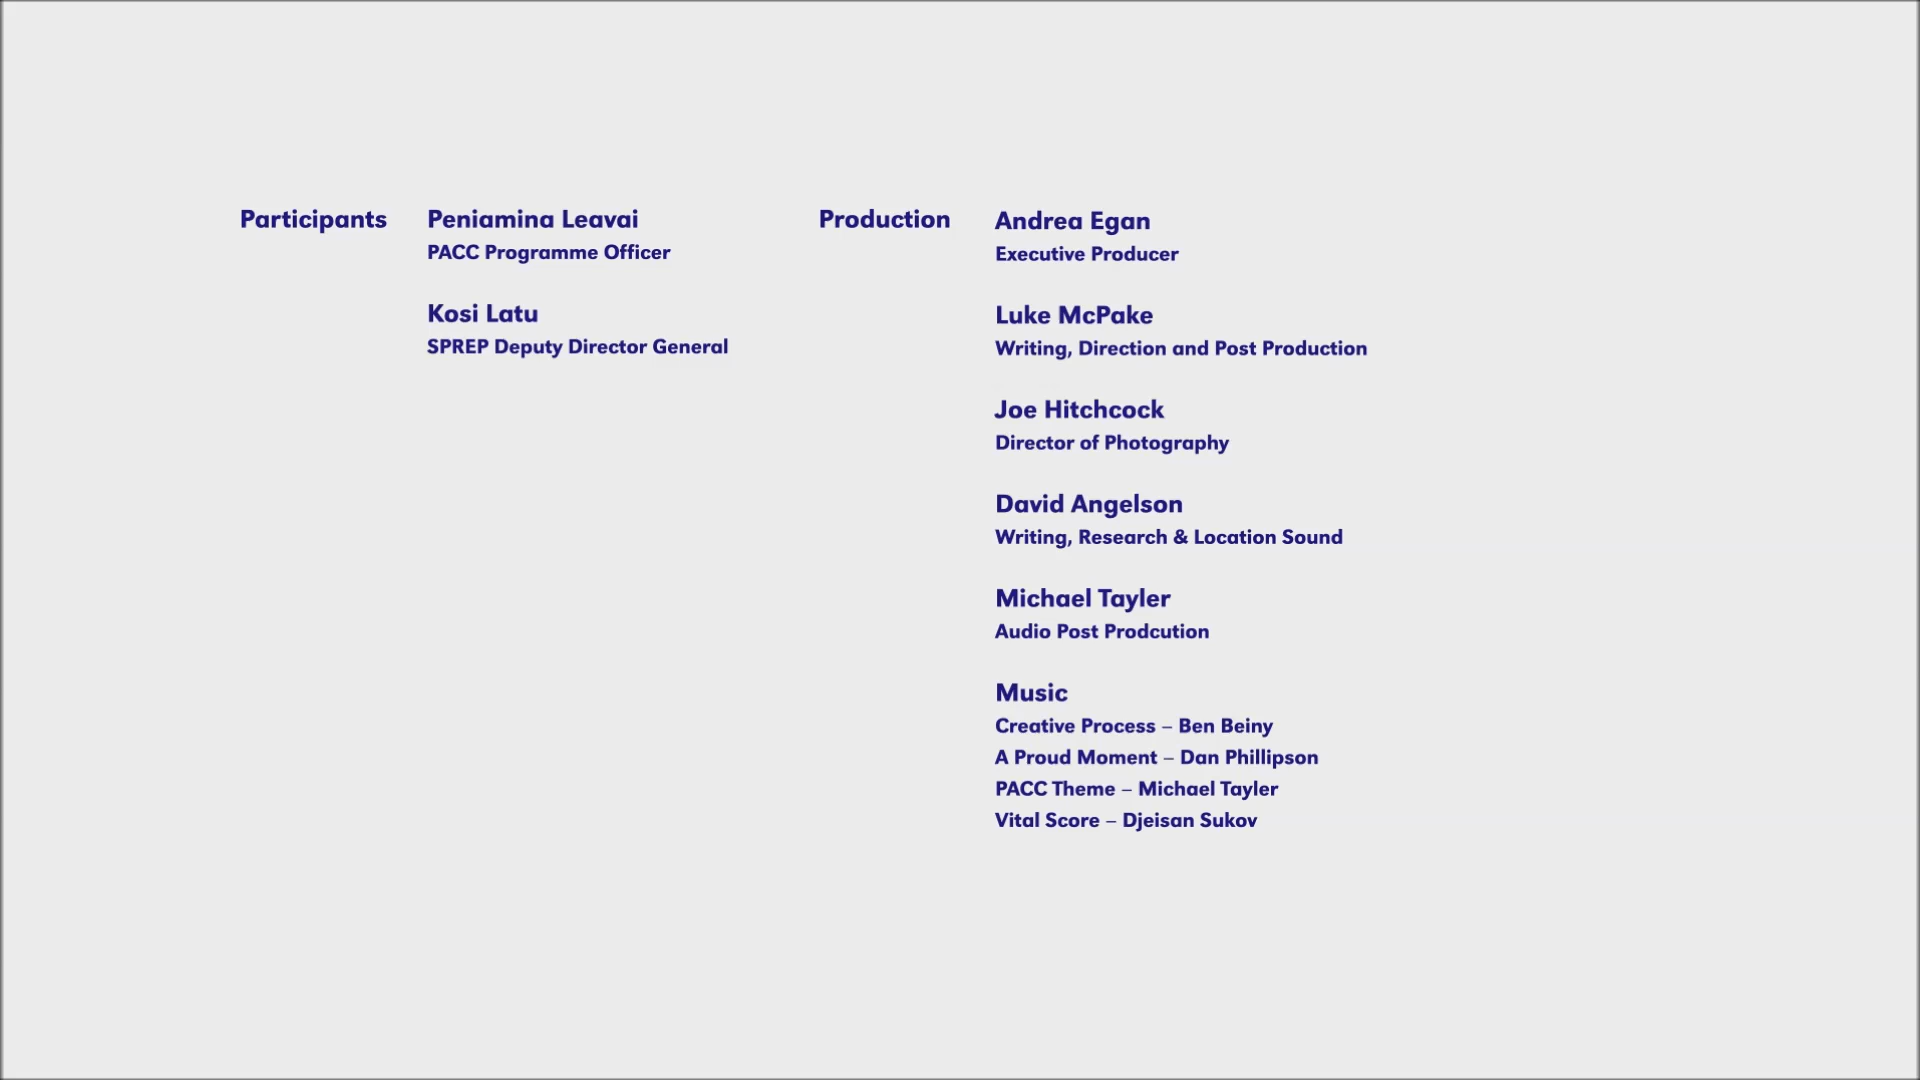 Participants
Peniamina Leavai
PACC Programme Officer
Kosi Latu
SPREP Deputy Director General
Production
Andrea Egan
Executive Producer
Luke McPake
Writing, Direction and Post Production
Joe Hitchcock
Director of Photography
David Angelson
Writing, Research & Location Sound
Michael Tayler
Audio Post Prodcution
Music
Creative Process – Ben Beiny
A Proud Moment – Dan Phillipson
PACC Theme – Michael Tayler
Vital Score – Djeisan Sukov